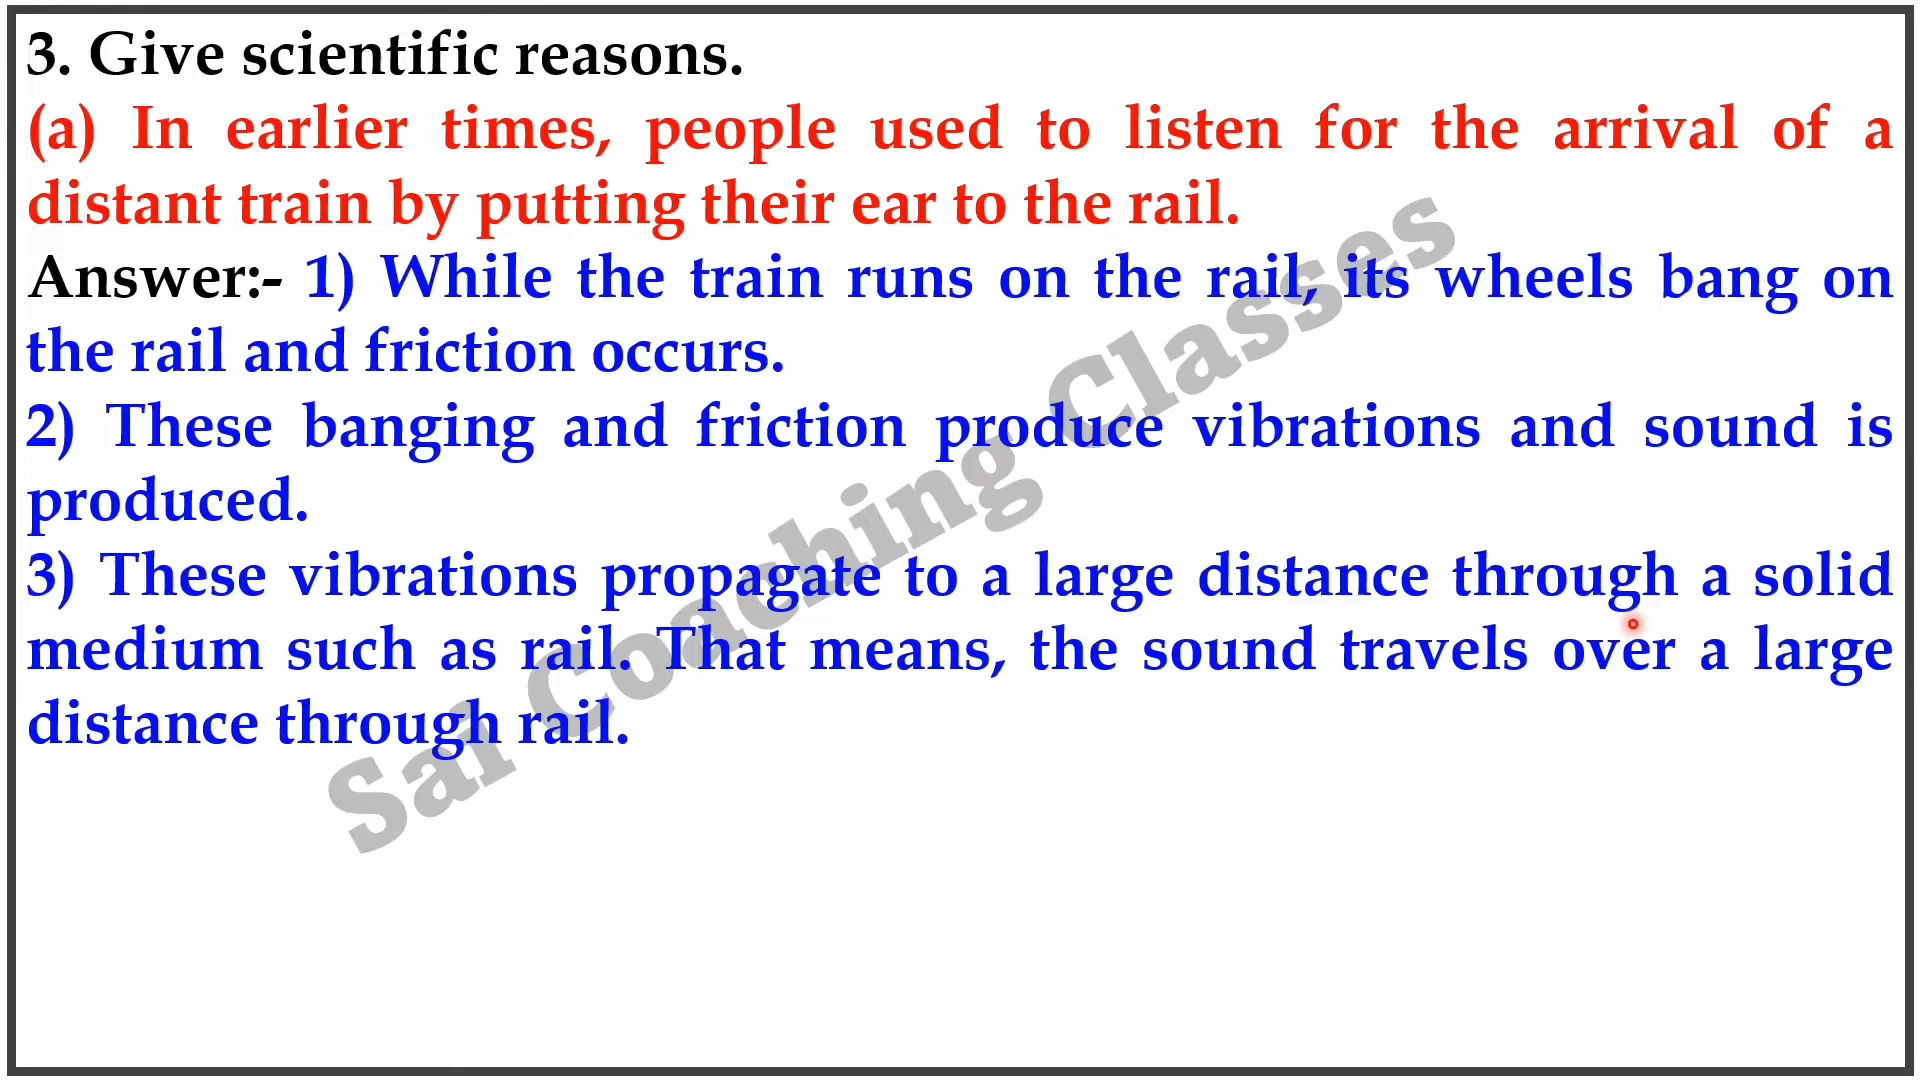 3. Give scientific reasons.
(a) In earlier times, people used to listen for the arrival of a
distant train by putting their ear to the rail.
Answer:- 1) While the train runs on the rail, its wheels bang on
the rail and friction occurs.
2) These banging and friction produce vibrations and sound is
produced.
3) These vibrations propagate to a large distance through a solid
medium such as rail. That means, the sound travels over a large
distance through rail.
Sai Coaching Classes